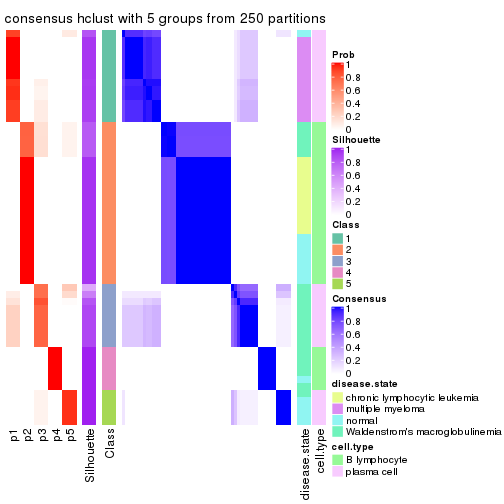 consensus hclust with 5 groups from 250 partitions
p1
p2
p3
p4
p5
Silhouette
Class
disease.state
cell.type
Prob
1
0.8
0.6
0.4
0.2
0
Silhouette
1
0.8
0.6
0.4
0.2
0
Class
1
2
3
4
5
Consensus
1
0.8
0.6
0.4
0.2
0
disease.state
chronic lymphocytic leukemia
multiple myeloma
normal
Waldenstrom's macroglobulinemia
cell.type
B lymphocyte
plasma cell